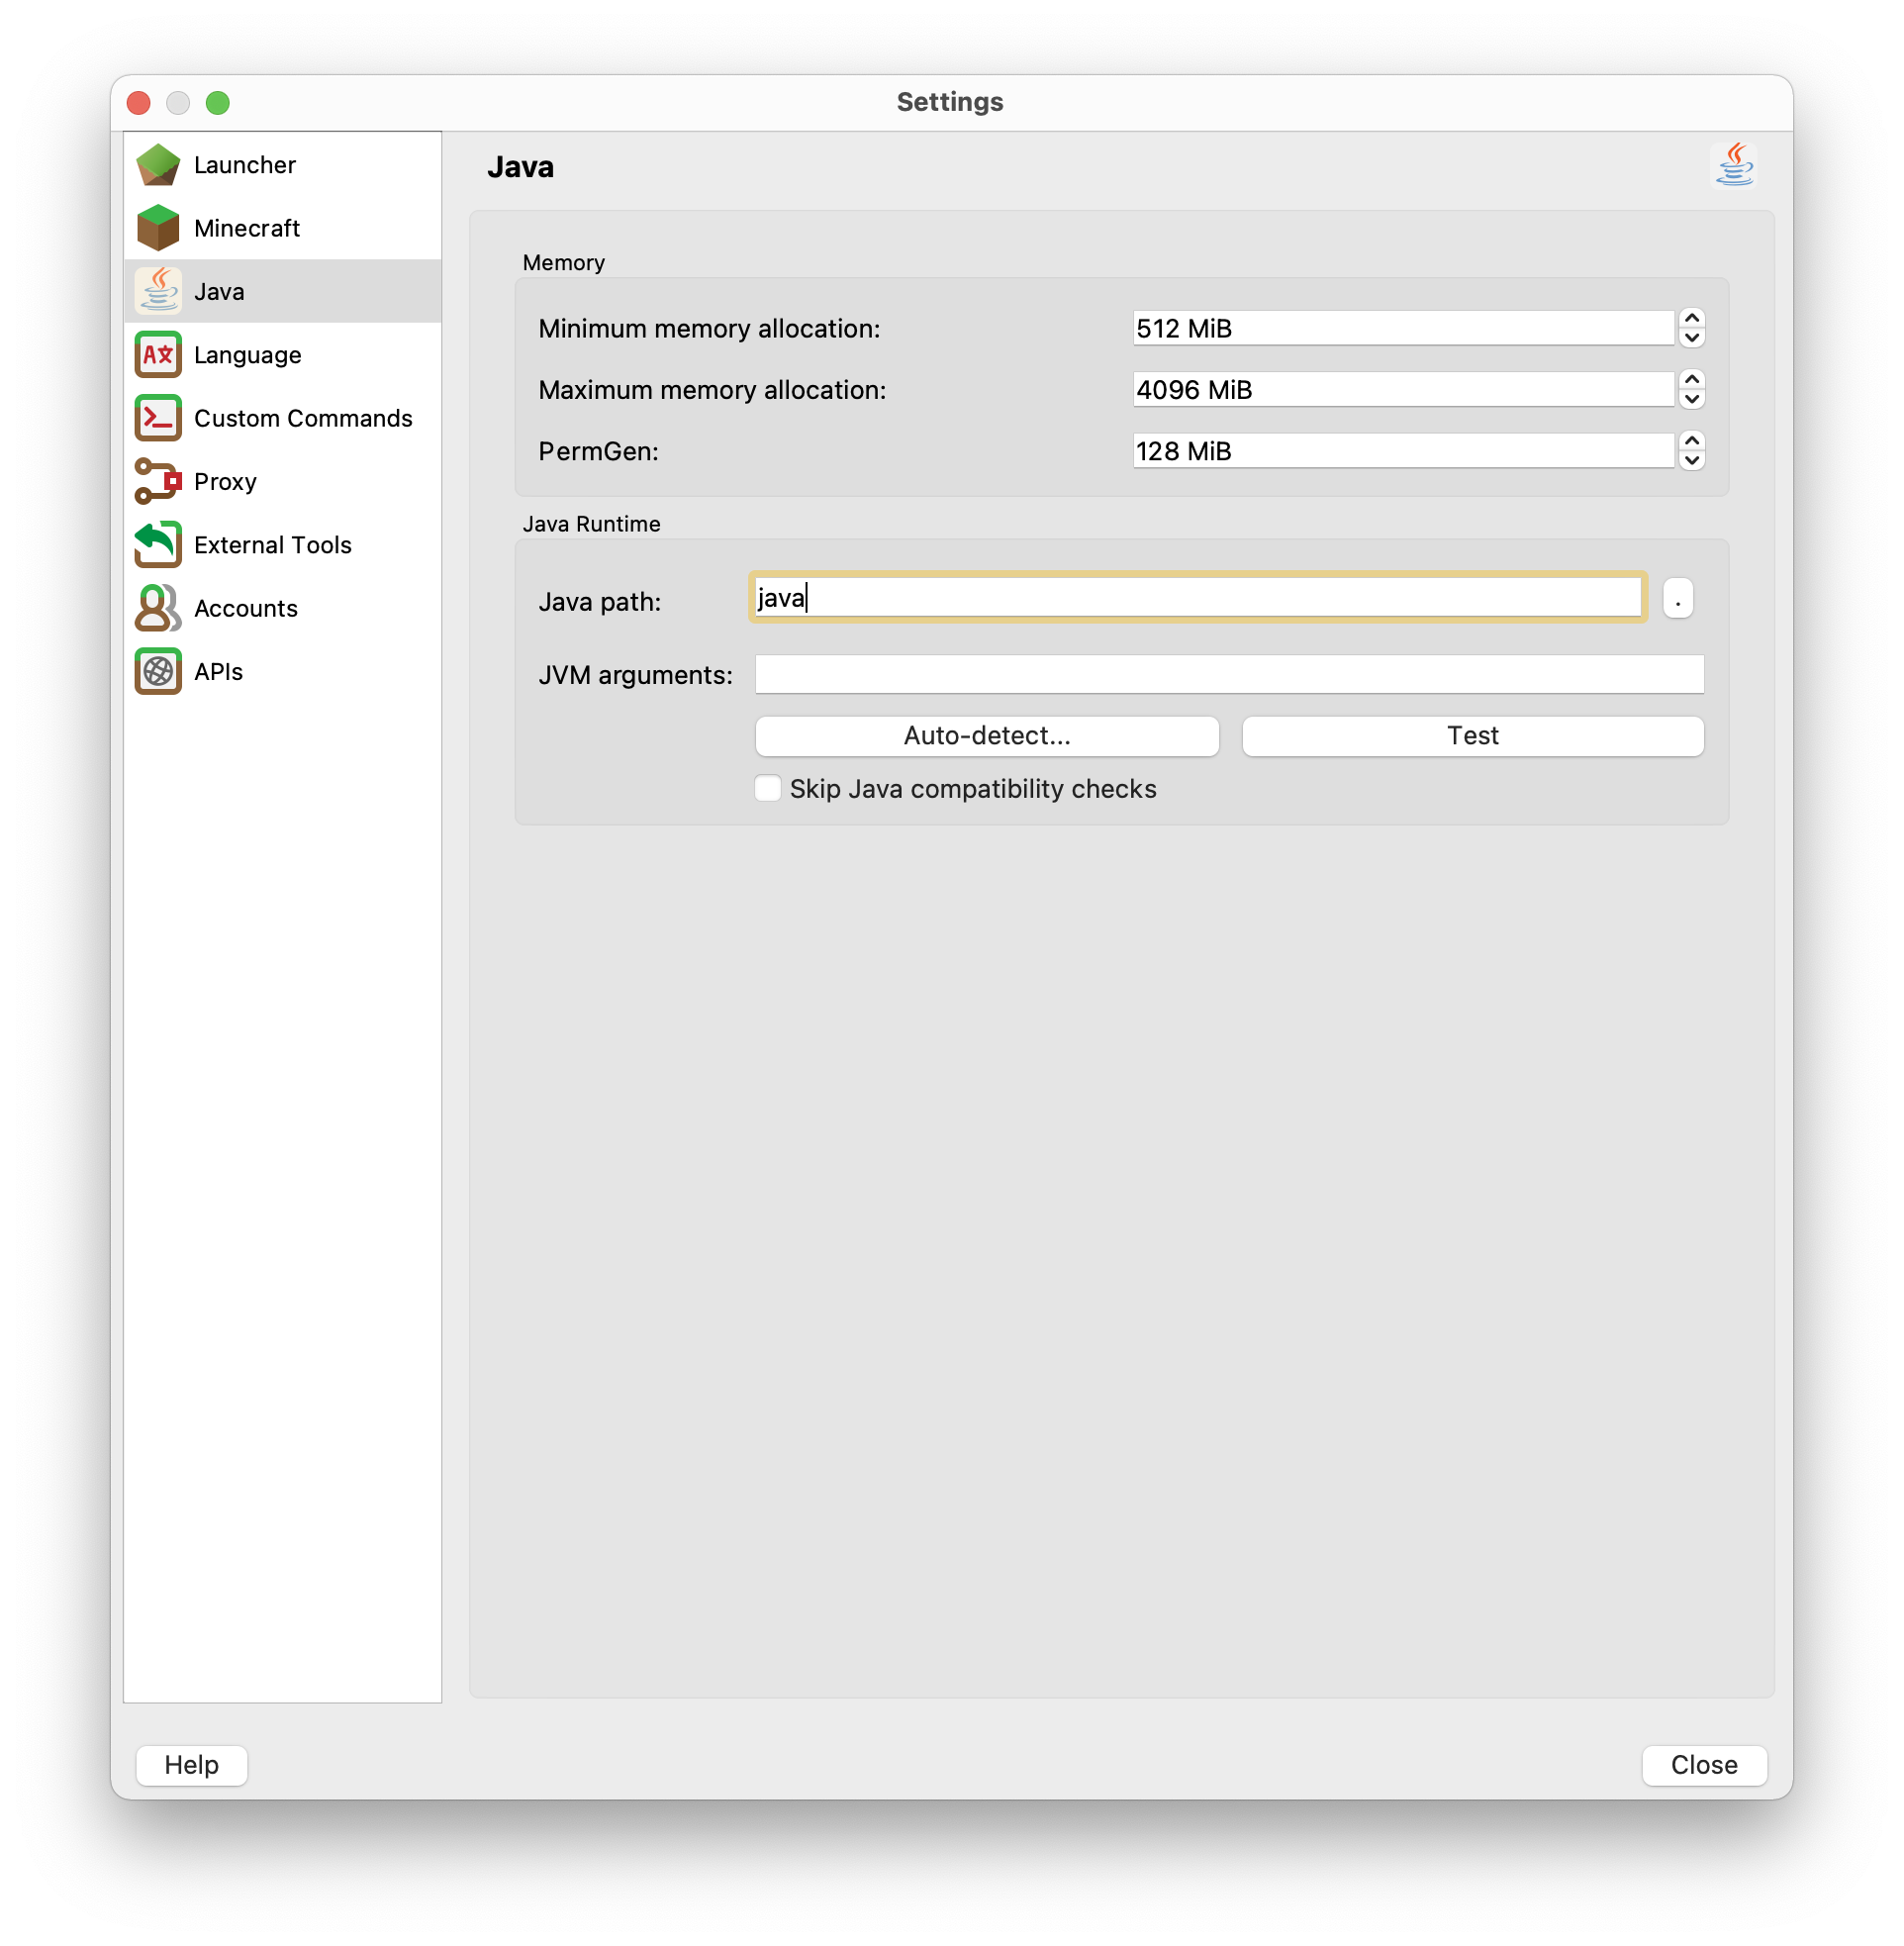 Settings
Launcher
Minecraft
Java
Language
Custom Commands
Proxy
External Tools
Accounts
APIs
Java
Memory
Minimum memory allocation: 512 MiB
Maximum memory allocation: 4096 MiB
PermGen: 128 MiB
Java Runtime
Java path: java .
JVM arguments:
Auto-detect... Test
Skip Java compatibility checks
Help Close